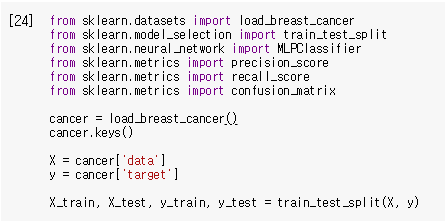 [24] from sklearn.datasets import load_breast_cancer
from sklearn.model_selection import train_test_split
from sklearn.neural_network import MLPClassifier
from sklearn.metrics import precision_score
from sklearn.metrics import recall_score
from sklearn.metrics import confusion_matrix
cancer = load_breast_cancer()
cancer.keys()
X = cancer['data']
y = cancer['target']
X_train, X_test, y_train, y_test = train_test_split(X, y)